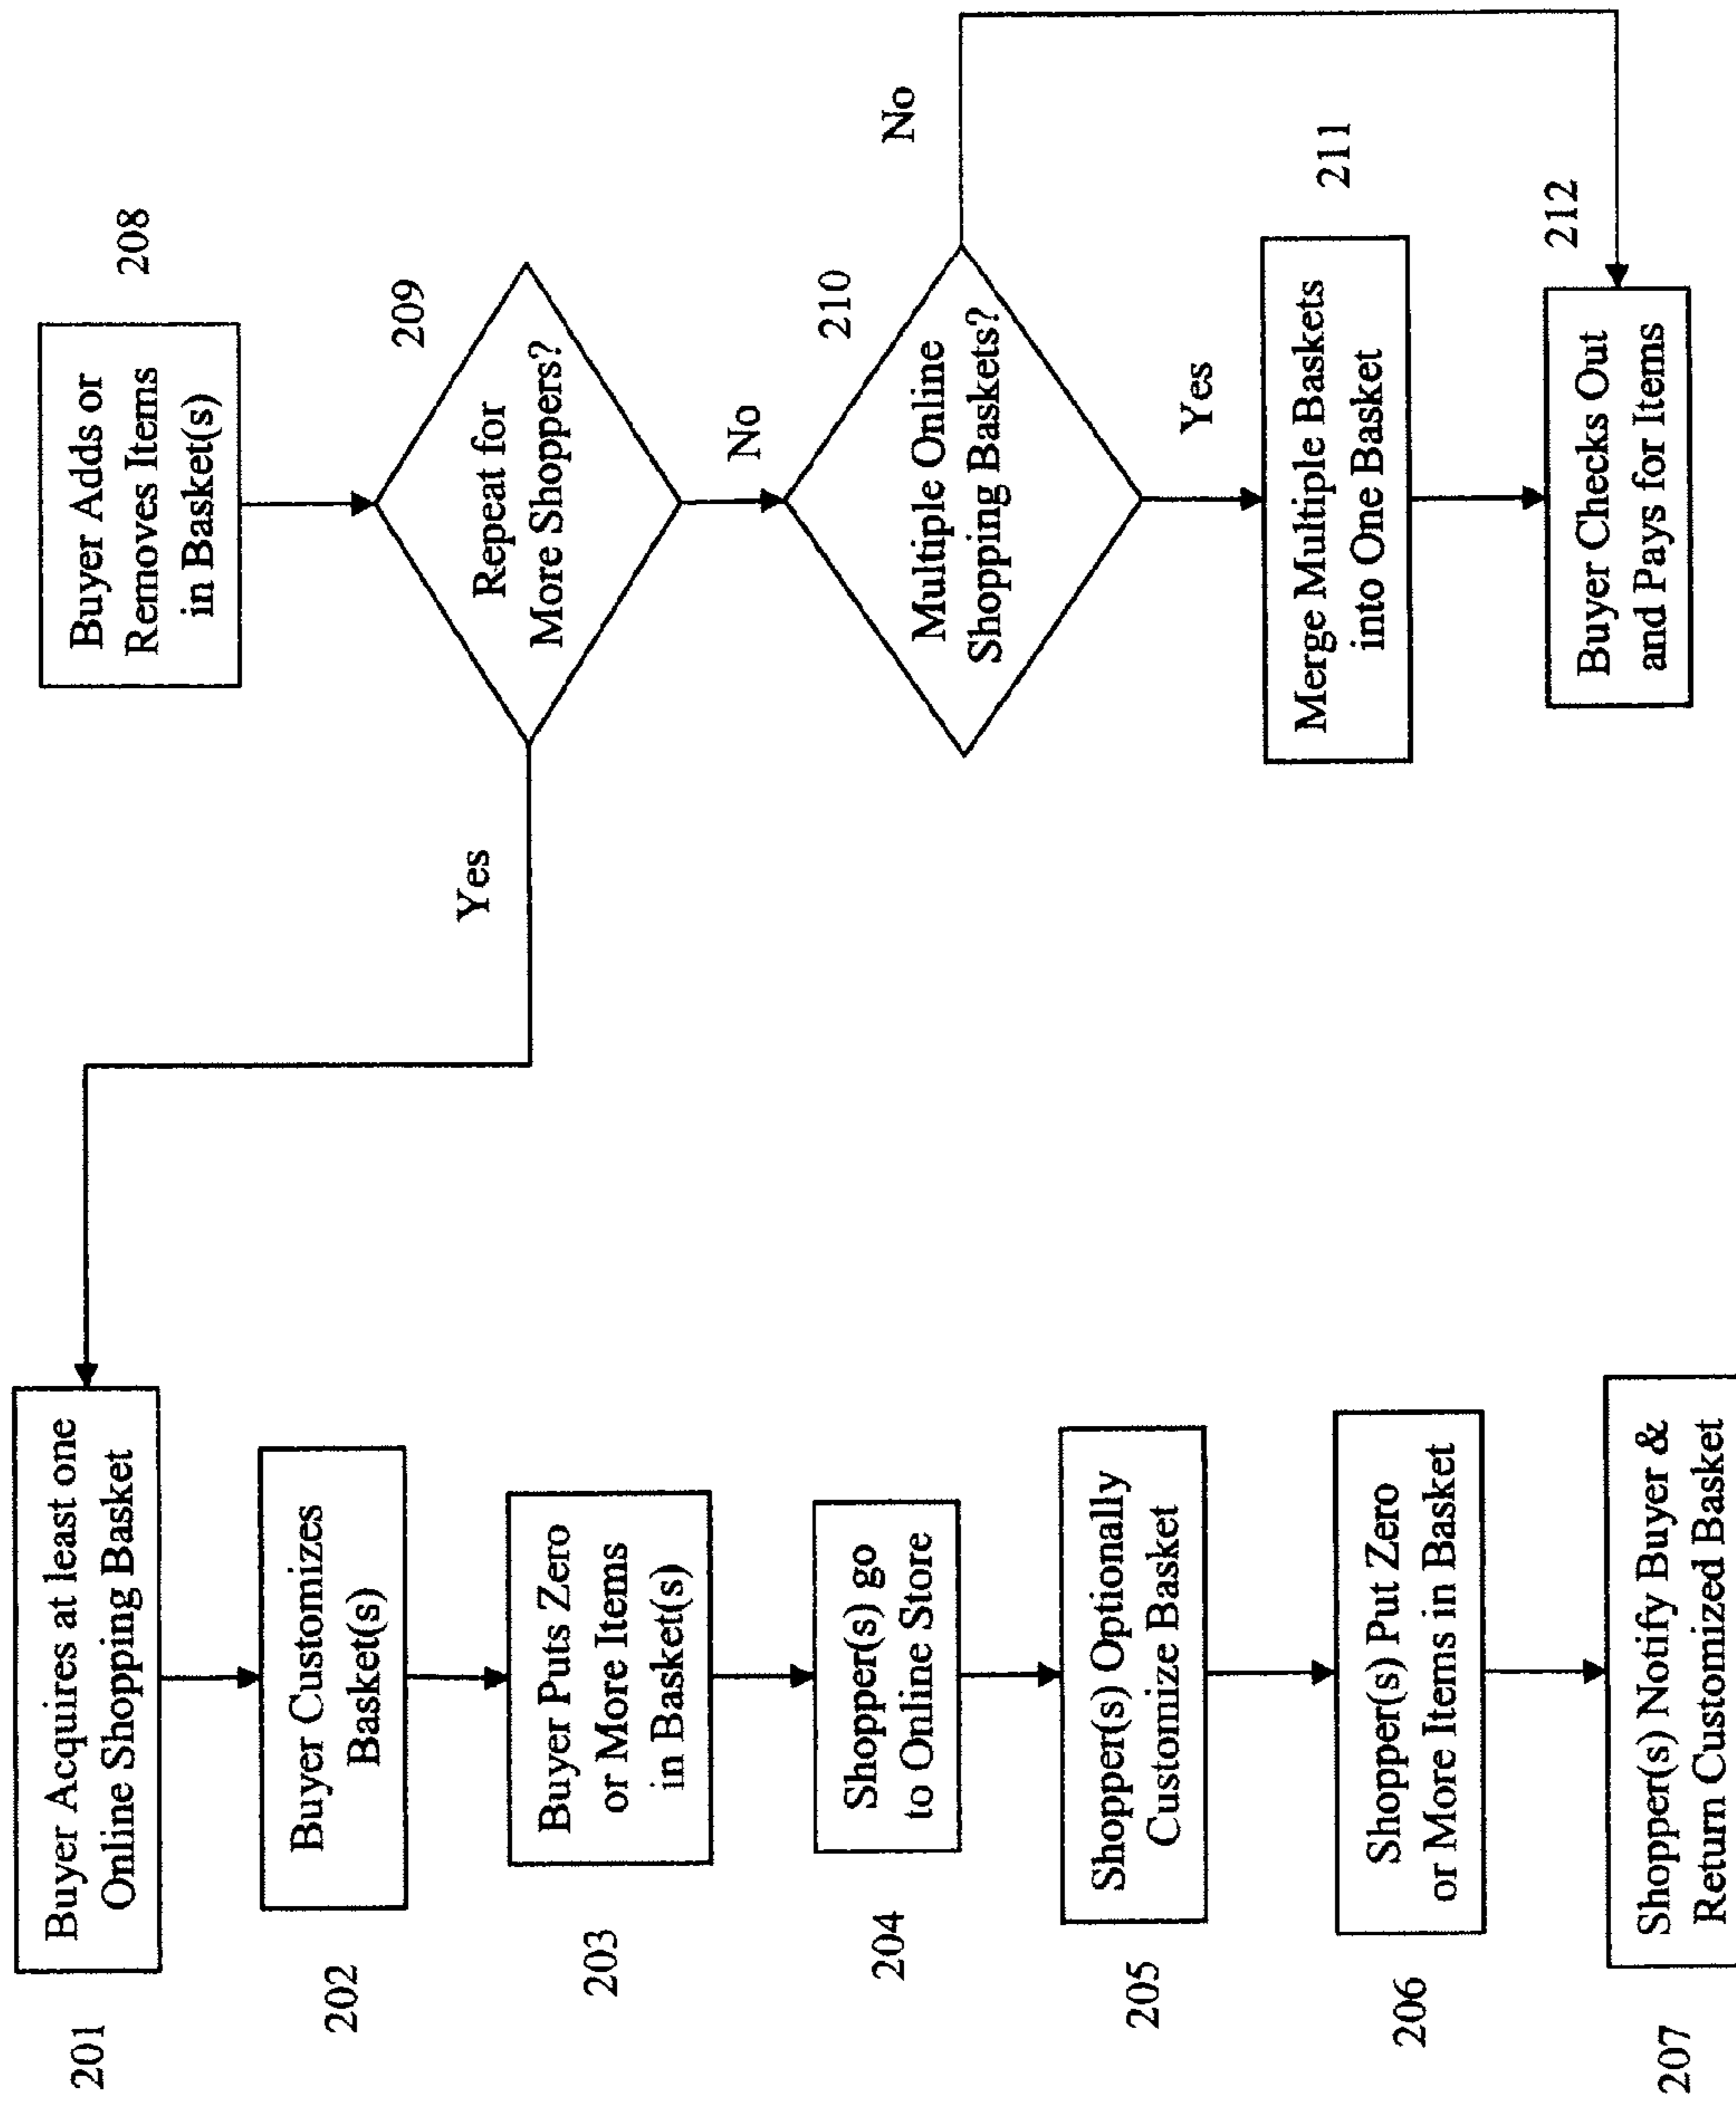 201
Buyer Acquires at least one
Online Shopping Basket
202
Buyer Customizes
Basket(s)
203
Buyer Puts Zero
or More Items
in Basket(s)
204
Shopper(s) go
to Online Store
205
Shopper(s) Optionally
Customize Basket
206
Shopper(s) Put Zero
or More Items in Basket
207
Shopper(s) Notify Buyer &
Return Customized Basket
208
Buyer Adds or
Removes Items
in Basket(s)
209
Repeat for
More Shoppers?
Yes
No
210
Multiple Online
Shopping Baskets?
No
Yes
211
Merge Multiple Baskets
into One Basket
212
Buyer Checks Out
and Pays for Items